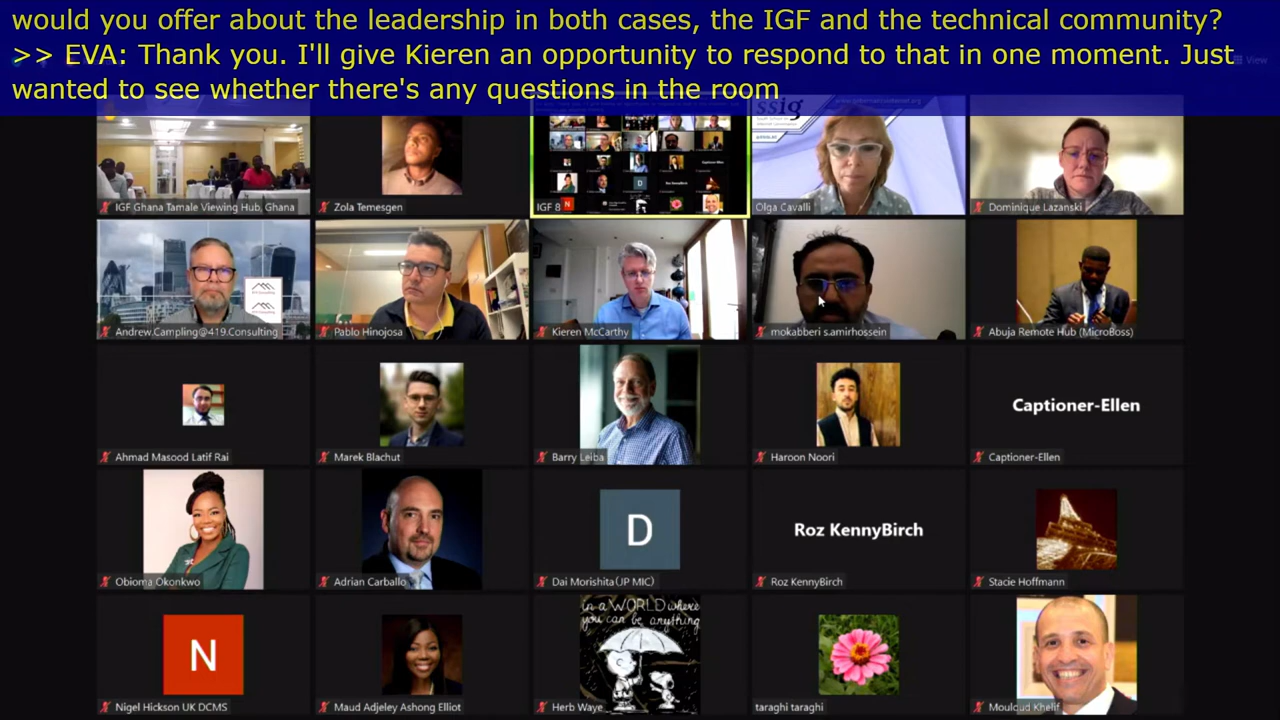 would you offer about the leadership in both cases, the IGF and the technical community?
>> EVA: Thank you. I'll give Kieren an opportunity to respond to that in one moment. Just
wanted to see whether there's any questions in the room
View
ssig
IGF Ghana Tamale Viewing Hub, Ghana
Zola Temesgen
IGF 8
Olga Cavalli
Dominique Lazanski
Andrew.Campling@419.Consulting
Pablo Hinojosa
Kieren McCarthy
mokabberi s.amirhossein
Abuja Remote Hub (MicroBoss)
Ahmad Masood Latif Rai
Marek Blachut
Barry Leiba
Haroon Noori
Captioner-Ellen
Captioner-Ellen
Obioma Okonkwo
Adrian Carballo
D
Dai Morishita (JP MIC)
Roz KennyBirch
Roz KennyBirch
Stacie Hoffmann
N
Nigel Hickson UK DCMS
Maud Adjeley Ashong Elliot
in a WORLD where
you can be anything
Herb Waye
taraghi taraghi
Mouloud Khelif